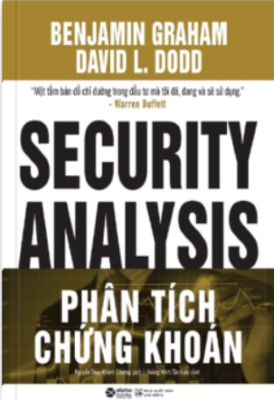 BENJAMIN GRAHAM
DAVID L. DODD
“Một tấm bản đồ chỉ đường trong đầu tư mà tôi đã, đang và sẽ sử dụng.”
– Warren Buffett
SECURITY
ANALYSIS
PHÂN TÍCH
CHỨNG KHOÁN